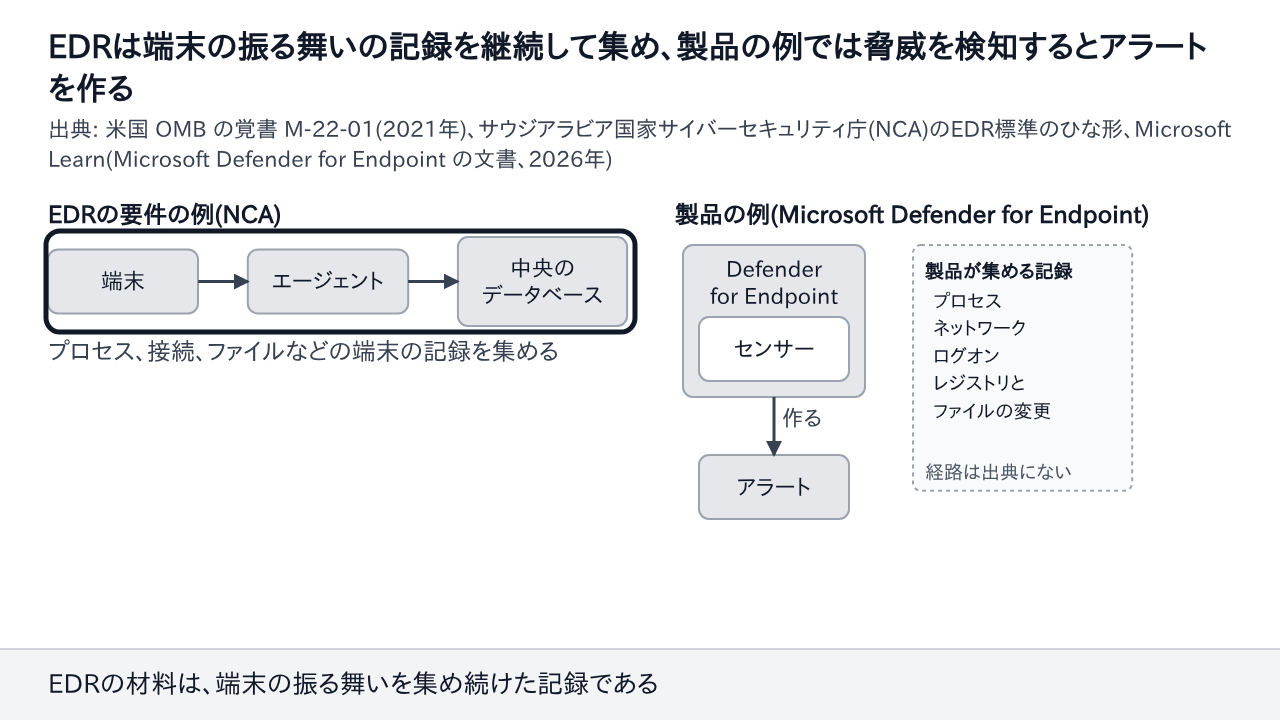 EDRは端末の振る舞いの記録を継続して集め、製品の例では脅威を検知するとアラート
を作る
出典: 米国 OMB の覚書 M-22-01(2021年)、サウジアラビア国家サイバーセキュリティ庁(NCA)のEDR標準のひな形、Microsoft
Learn(Microsoft Defender for Endpoint の文書、2026年)
EDRの要件の例(NCA)
端末
エージェント
中央の
データベース
プロセス、接続、ファイルなどの端末の記録を集める
製品の例(Microsoft Defender for Endpoint)
Defender
for Endpoint
センサー
作る
アラート
製品が集める記録
プロセス
ネットワーク
ログオン
レジストリと
ファイルの変更
経路は出典にない
EDRの材料は、端末の振る舞いを集め続けた記録である